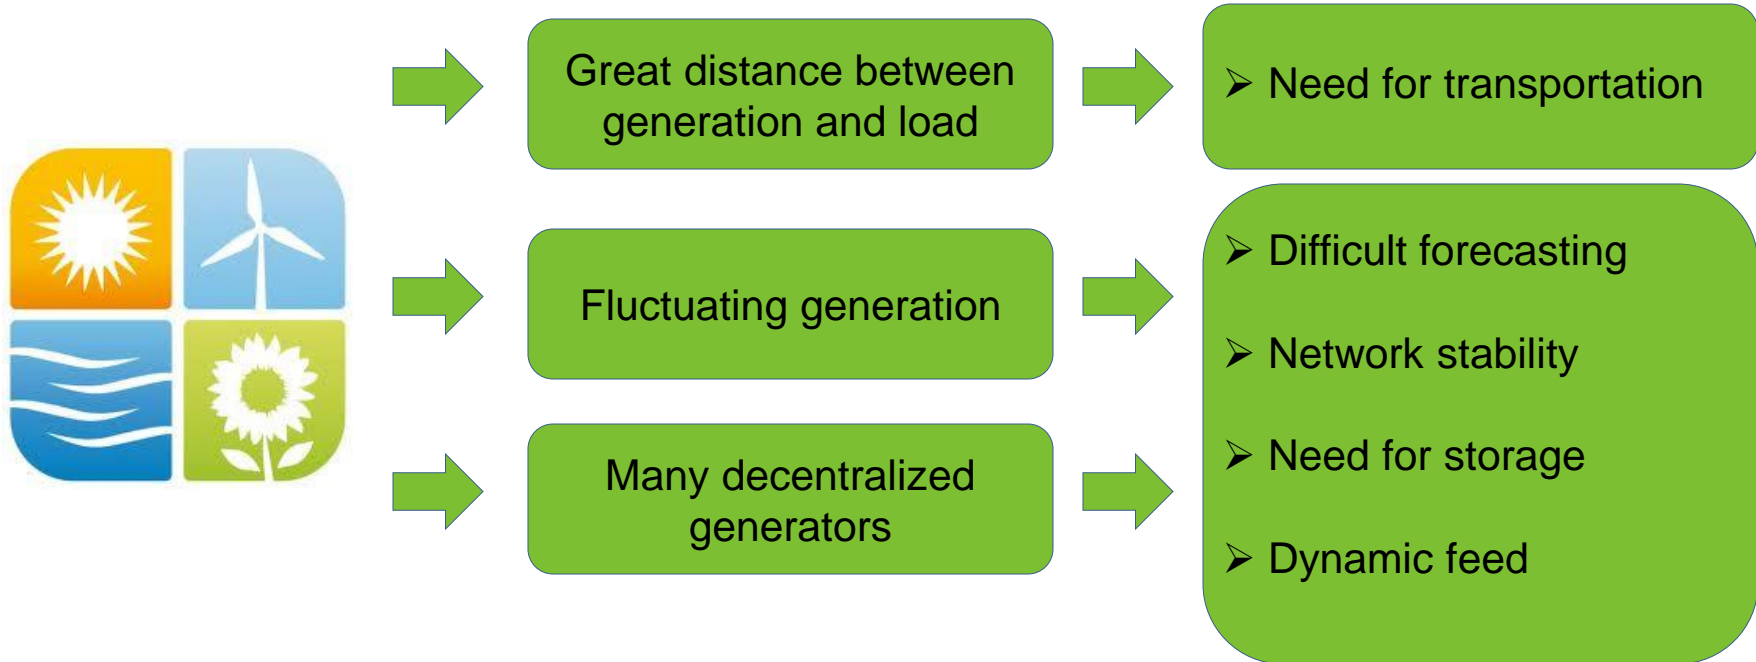 Great distance between
generation and load
➢ Need for transportation
Fluctuating generation
Many decentralized
generators
➢ Difficult forecasting
➢ Network stability
➢ Need for storage
➢ Dynamic feed